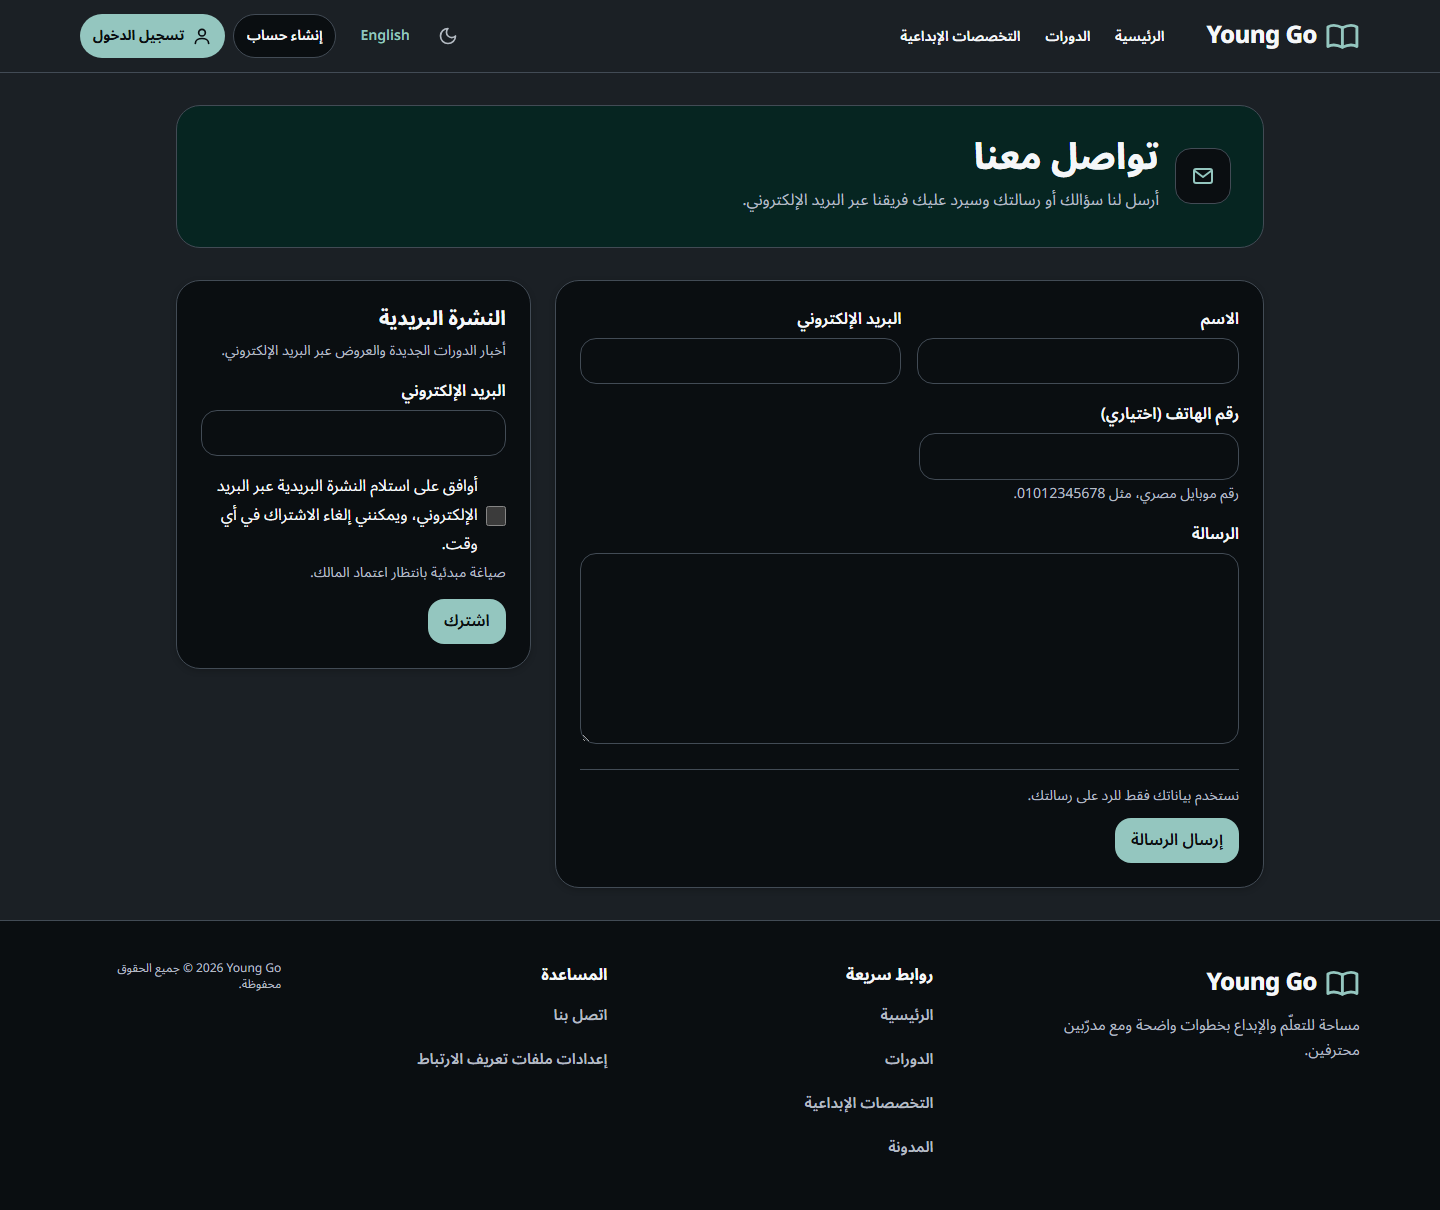 Young Go
الرئيسية
الدورات
التخصصات الإبداعية
English
إنشاء حساب
تسجيل الدخول
تواصل معنا
أرسل لنا سؤالك أو رسالتك وسيرد عليك فريقنا عبر البريد الإلكتروني.
الاسم
البريد الإلكتروني
رقم الهاتف (اختياري)
رقم موبايل مصري، مثل 01012345678.
الرسالة
نستخدم بياناتك فقط للرد على رسالتك.
إرسال الرسالة
النشرة البريدية
أخبار الدورات الجديدة والعروض عبر البريد الإلكتروني.
البريد الإلكتروني
أوافق على استلام النشرة البريدية عبر البريد
الإلكتروني، ويمكنني إلغاء الاشتراك في أي
وقت.
صياغة مبدئية بانتظار اعتماد المالك.
اشترك
Young Go
مساحة للتعلّم والإبداع بخطوات واضحة ومع مدرّبين
محترفين.
روابط سريعة
الرئيسية
الدورات
التخصصات الإبداعية
المدونة
المساعدة
اتصل بنا
إعدادات ملفات تعريف الارتباط
Young Go 2026 © جميع الحقوق
محفوظة.